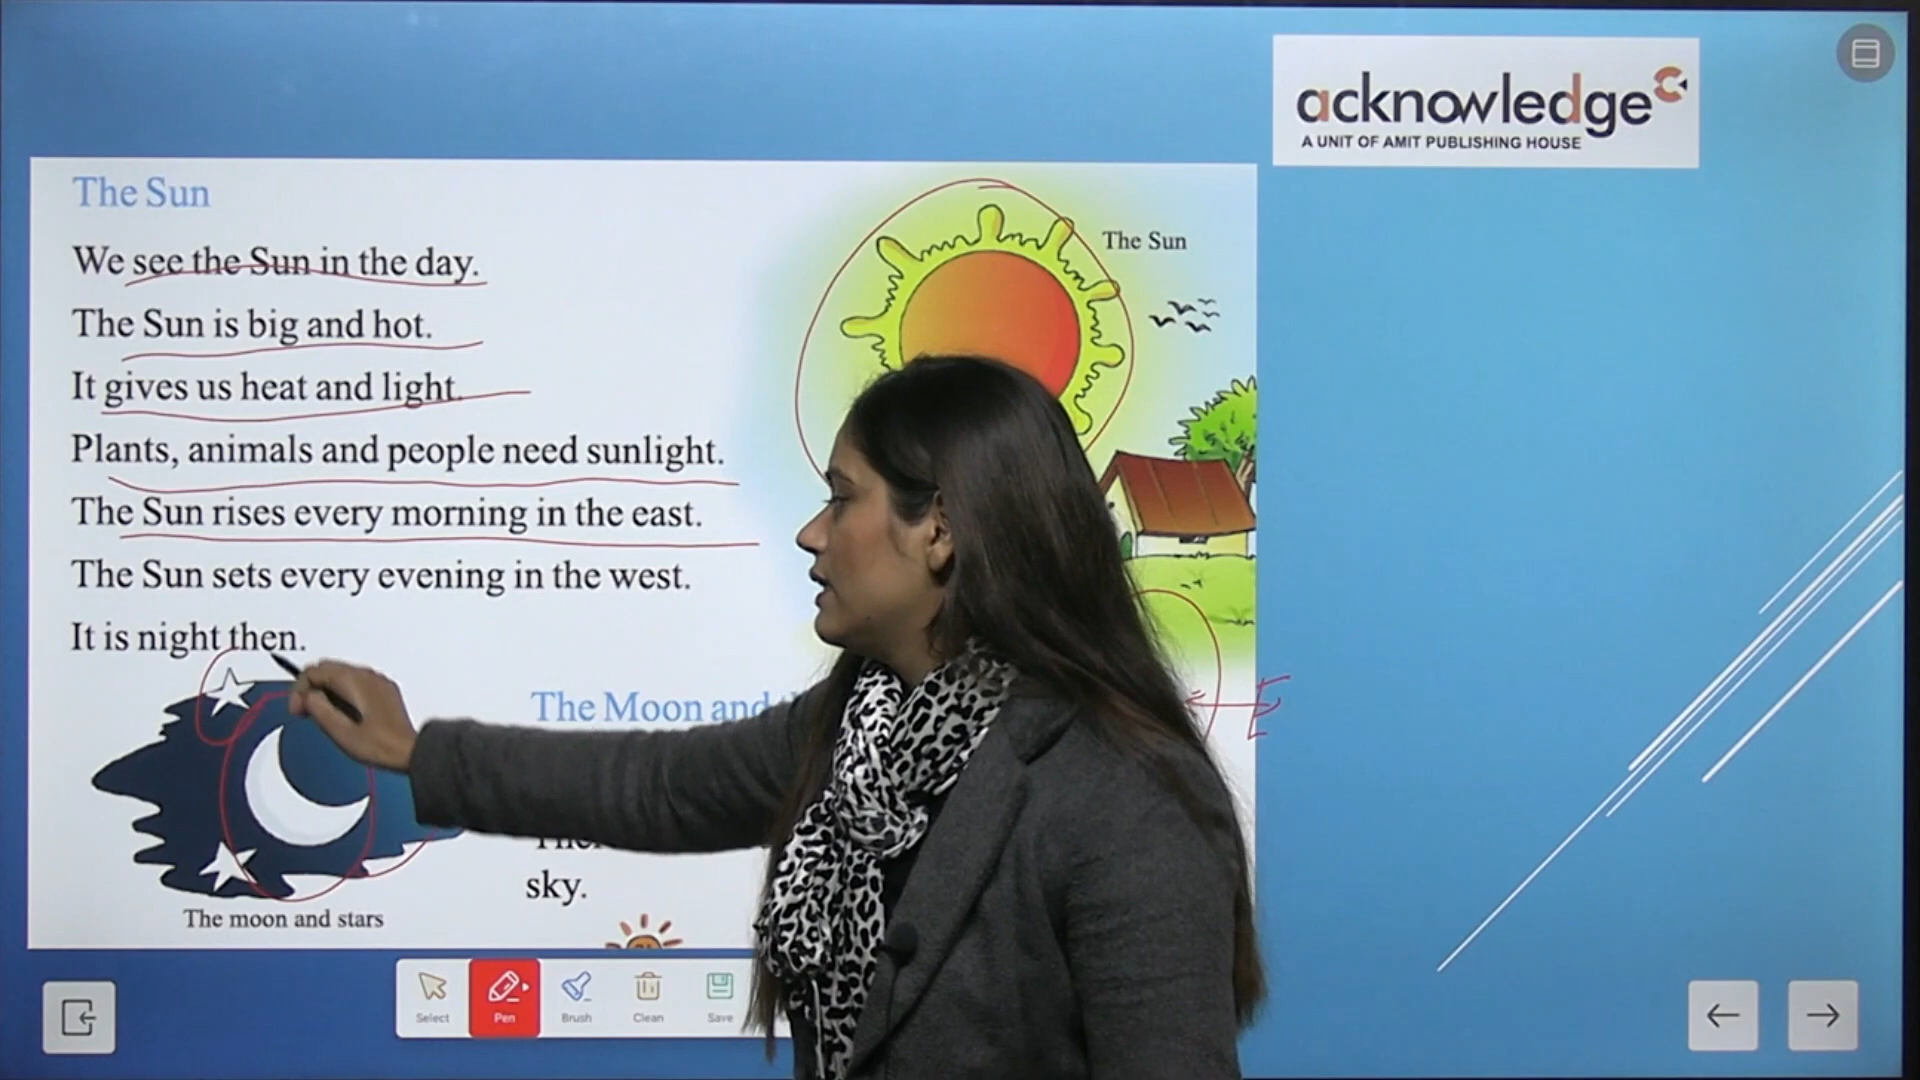 acknowledge
A UNIT OF AMIT PUBLISHING HOUSE
The Sun
We see the Sun in the day.
The Sun is big and hot.
It gives us heat and light.
Plants, animals and people need sunlight.
The Sun rises every morning in the east.
The Sun sets every evening in the west.
It is night then.
The Sun
The Moon and
sky.
E
The moon and stars
Select
Pen
Brush
Clean
Save